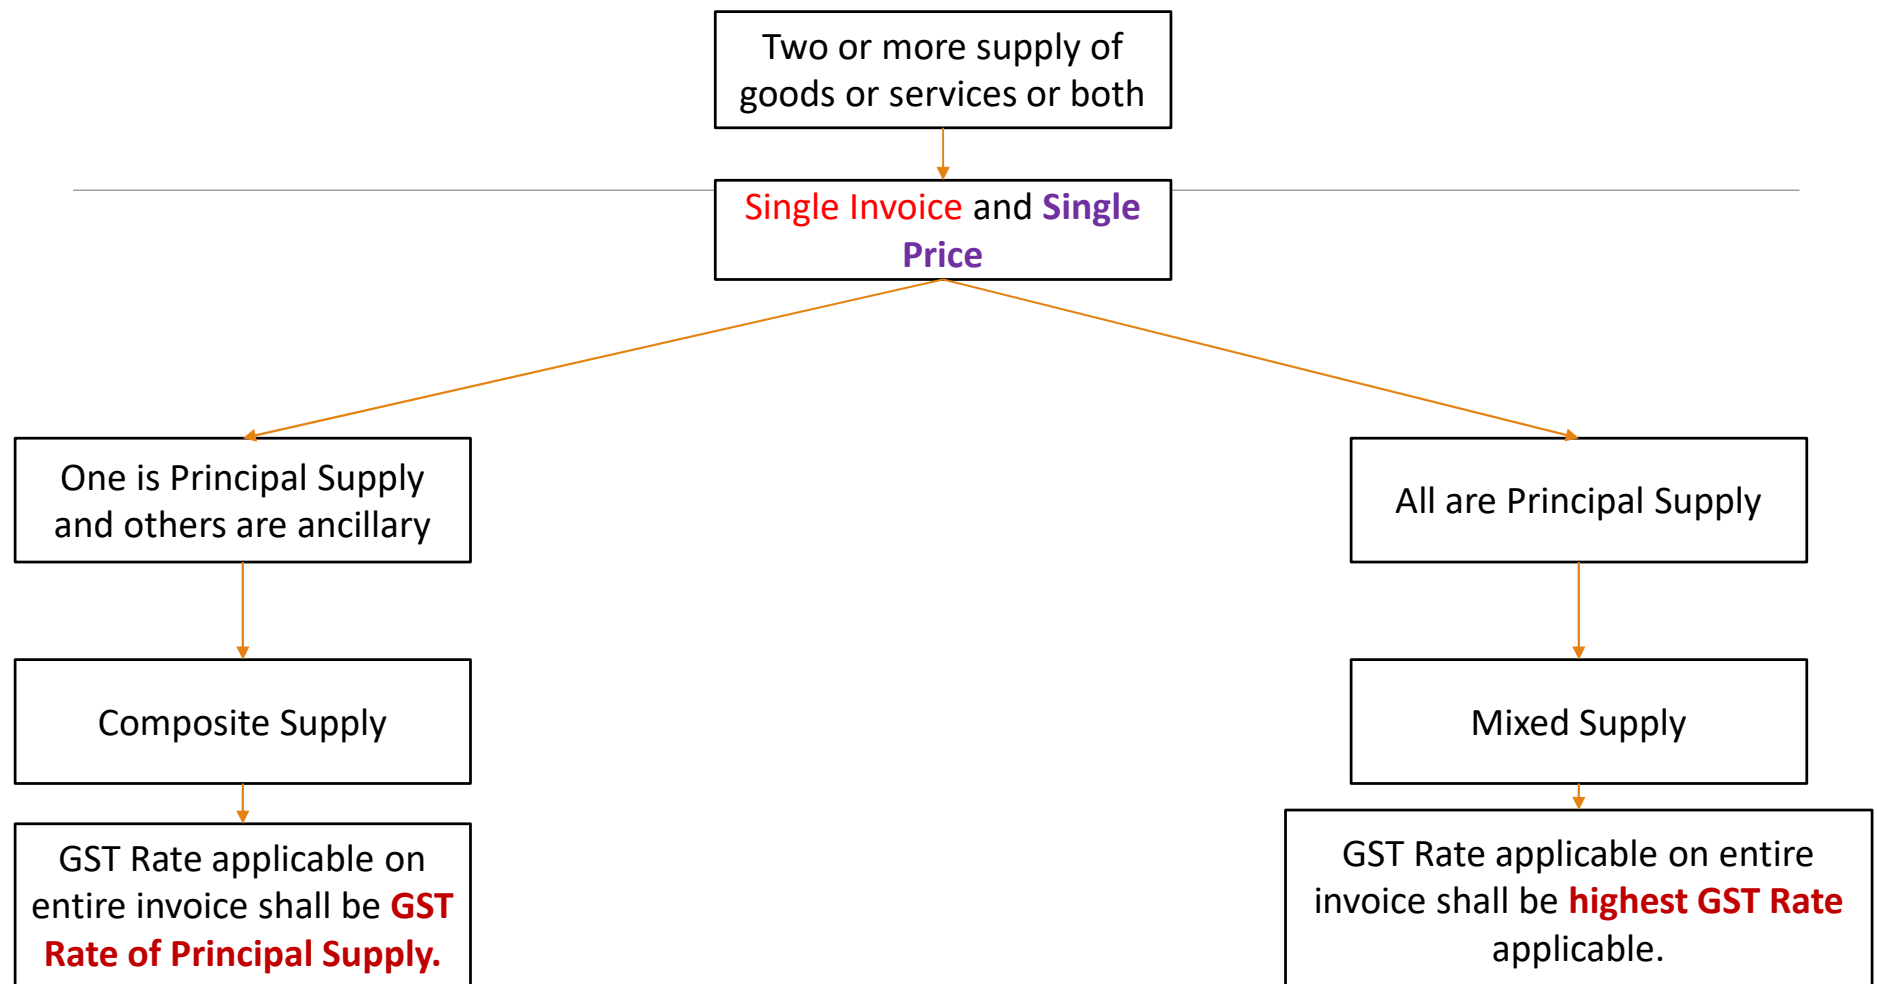 Two or more supply of
goods or services or both
Single Invoice and Single
Price
One is Principal Supply
and others are ancillary
All are Principal Supply
Composite Supply
Mixed Supply
GST Rate applicable on
entire invoice shall be GST
Rate of Principal Supply.
GST Rate applicable on entire
invoice shall be highest GST Rate
applicable.